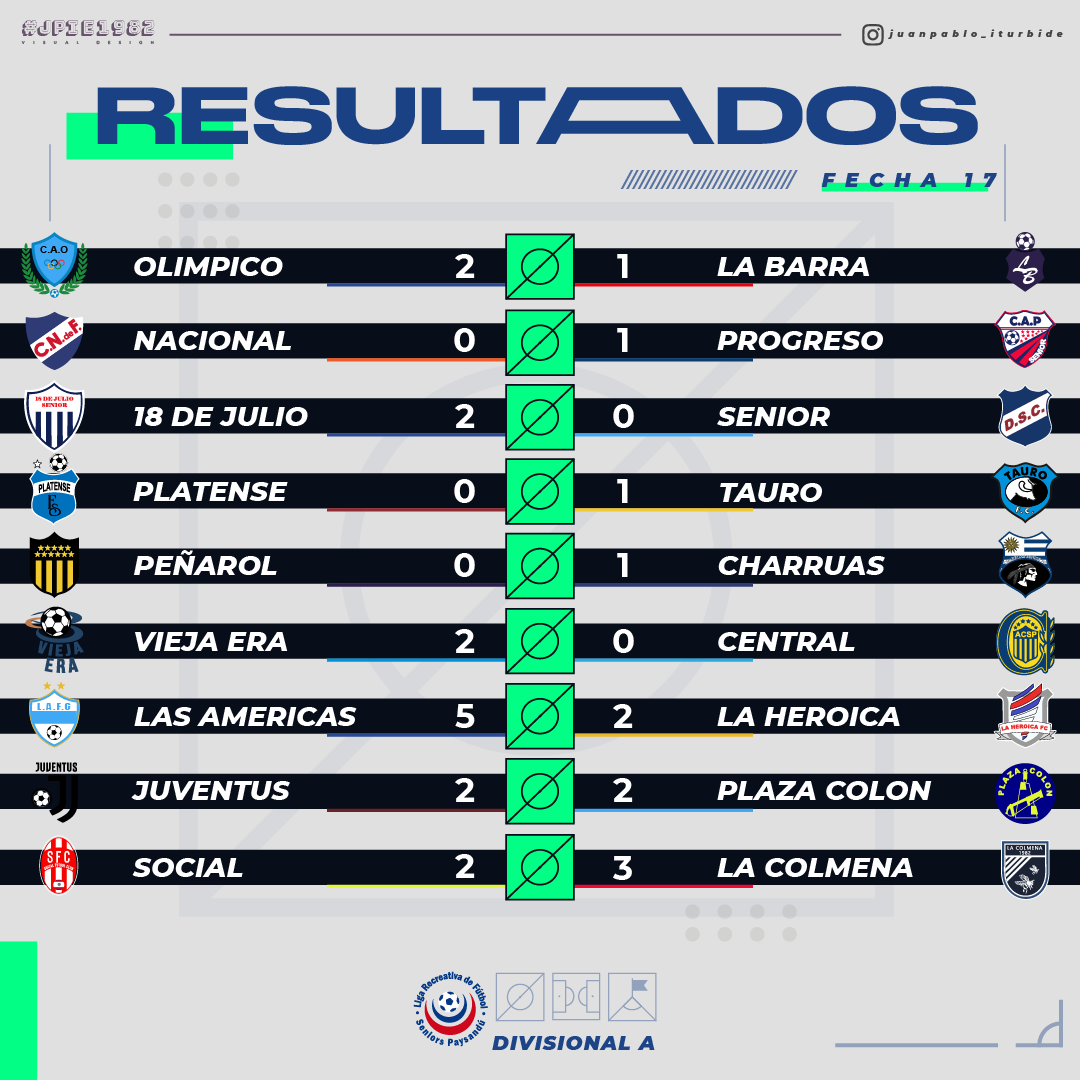 #JPIE1982
VISUAL DESIGN
juanpablo_iturbide
RESULTADOS
FECHA 17
C.A.O
OLIMPICO 2 1 LA BARRA
LB
C.N.deF.
NACIONAL 0 1 PROGRESO
C.A.P
SENIOR
18 DE JULIO
SENIOR
18 DE JULIO 2 0 SENIOR
D.S.C.
PLATENSE
PLATENSE 0 1 TAURO
TAURO
F.C.
PEÑAROL 0 1 CHARRUAS
VIEJA
ERA
VIEJA ERA 2 0 CENTRAL
ACSP
L.A.F.C
LAS AMERICAS 5 2 LA HEROICA
LA HEROICA FC
JUVENTUS
JUVENTUS 2 2 PLAZA COLON
PLAZA COLON
SFC
SOCIAL 2 3 LA COLMENA
LA COLMENA
1982
Liga Recreativa de Fútbol
Seniors Paysandú
DIVISIONAL A